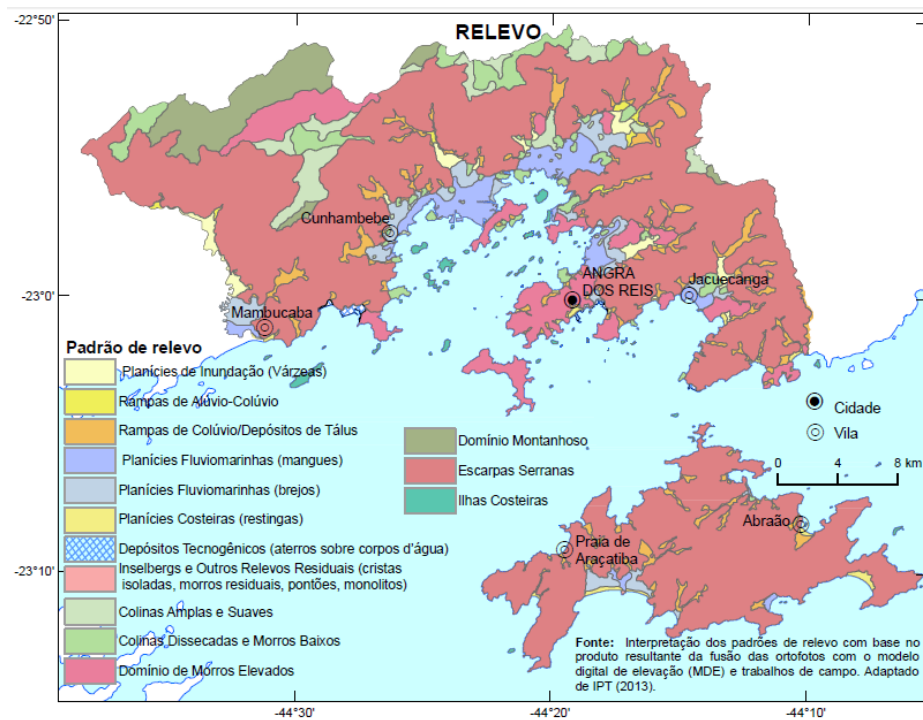 RELEVO
-22°50'
-23°0'
-23°10'
Cunhambebe
Mambucaba
ANGRA
DOS REIS
Jacuecanga
Padrão de relevo
Planícies de Inundação (Várzeas)
Rampas de Alúvio-Colúvio
Rampas de Colúvio/Depósitos de Tálus
Planícies Fluviomarinhas (mangues)
Planícies Fluviomarinhas (brejos)
Planícies Costeiras (restingas)
Depósitos Tecnogênicos (aterros sobre corpos d'água)
Inselbergs e Outros Relevos Residuais (cristas
isoladas, morros residuais, pontões, monolitos)
Colinas Amplas e Suaves
Colinas Dissecadas e Morros Baixos
Domínio de Morros Elevados
Domínio Montanhoso
Escarpas Serranas
Ilhas Costeiras
Cidade
Vila
0 4 8 km
Abraão
Praia de
Araçatiba
Fonte: Interpretação dos padrões de relevo com base no
produto resultante da fusão das ortofotos com o modelo
digital de elevação (MDE) e trabalhos de campo. Adaptado
de IPT (2013).
-44°30' -44°20' -44°10'